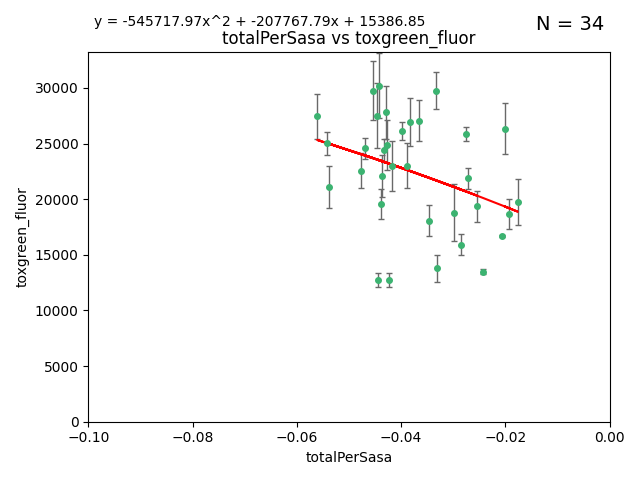 y = -545717.97x^2 + -207767.79x + 15386.85
N = 34
totalPerSasa vs toxgreen_fluor
30000
25000
20000
15000
10000
5000
0
toxgreen_fluor
−0.10 −0.08 −0.06 −0.04 −0.02 0.00
totalPerSasa